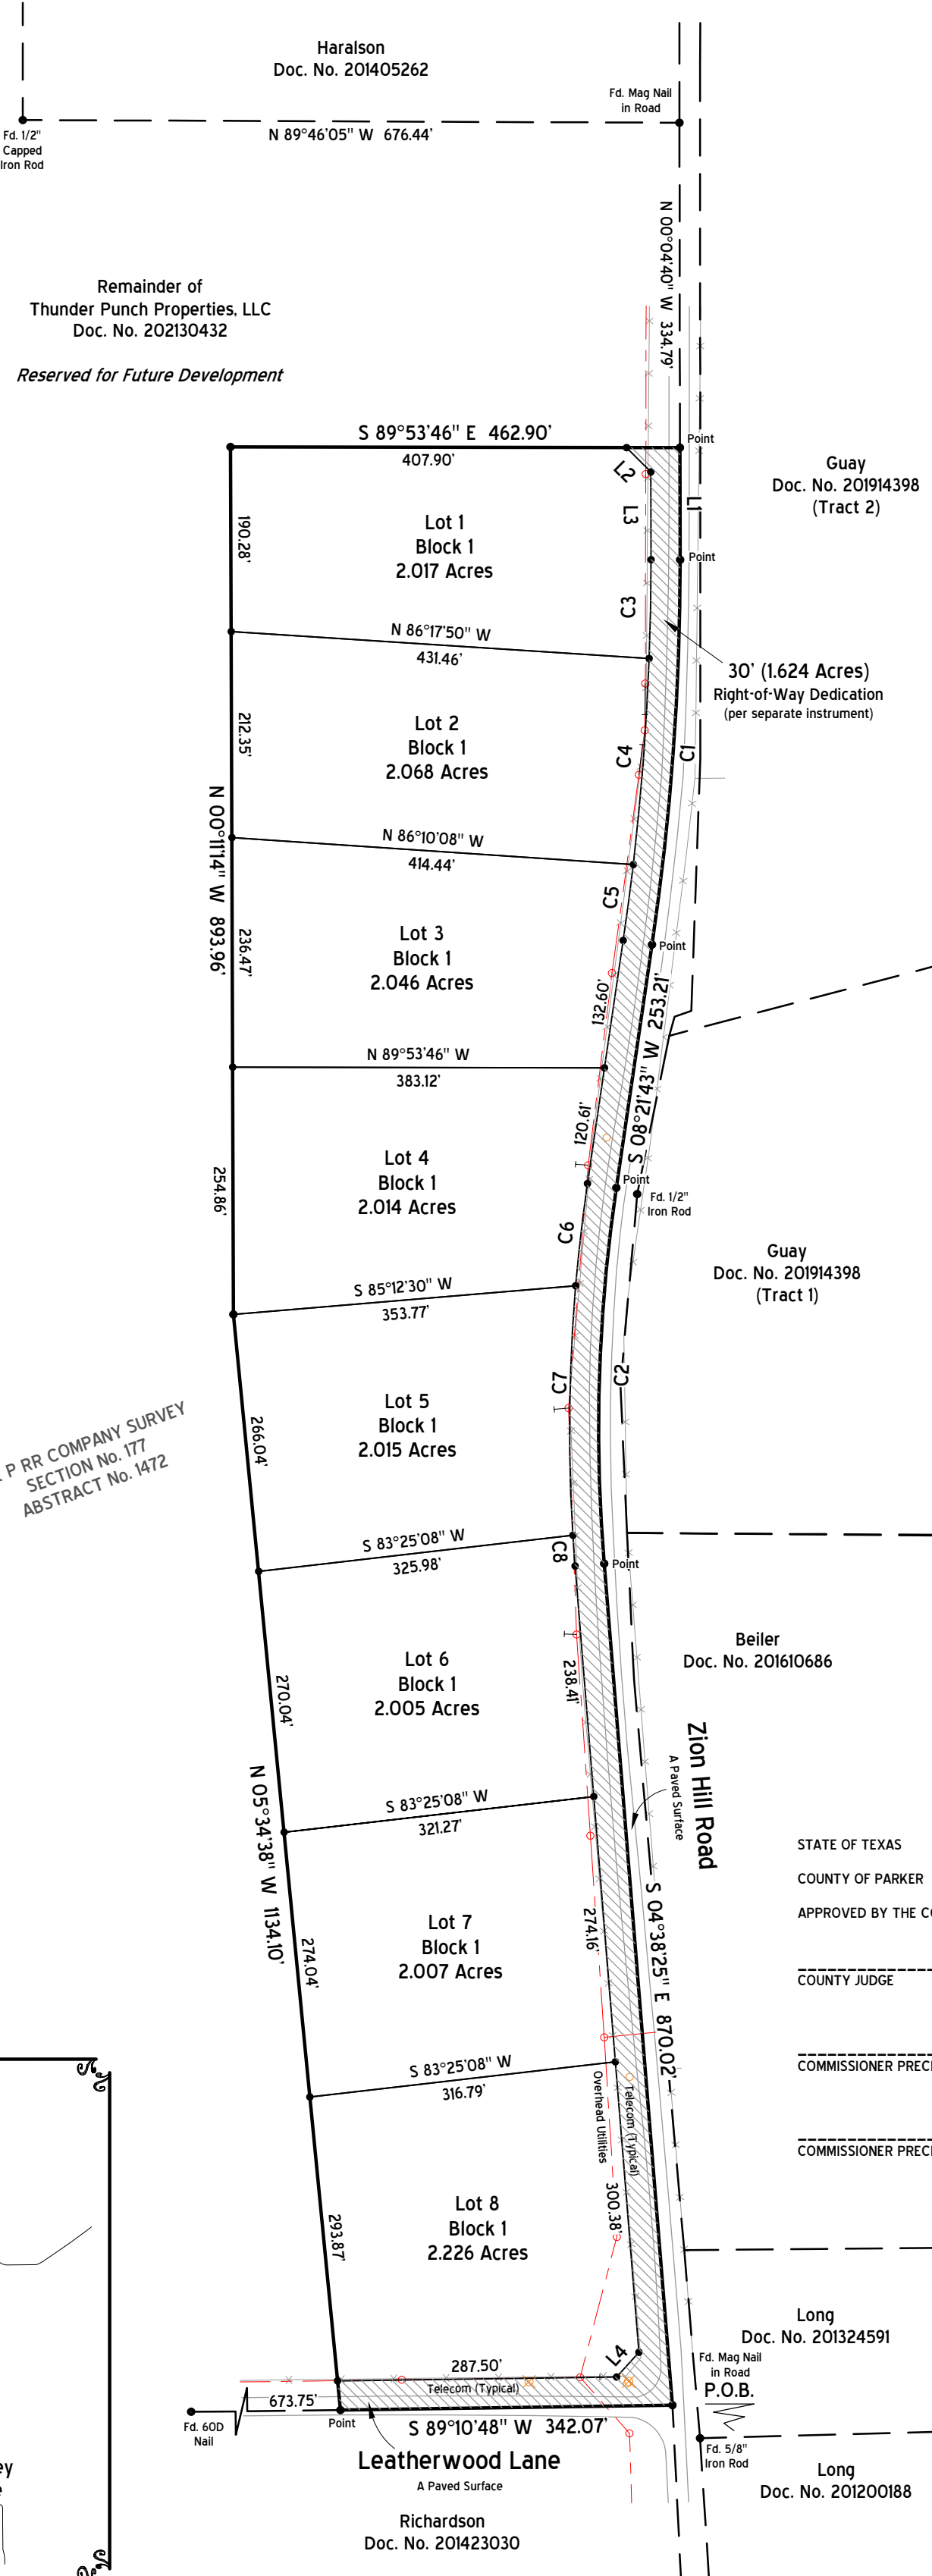 Haralson
Doc. No. 201405262
Fd. Mag Nail
in Road
Fd. 1/2"
Capped
Iron Rod
N 89°46'05" W 676.44'
N 00°04'40" W 334.79'
Remainder of
Thunder Punch Properties, LLC
Doc. No. 202130432
Reserved for Future Development
S 89°53'46" E 462.90'
407.90'
Point
L2
L1
L3
Guay
Doc. No. 201914398
(Tract 2)
190.28'
Lot 1
Block 1
2.017 Acres
Point
C3
N 86°17'50" W
431.46'
30' (1.624 Acres)
Right-of-Way Dedication
(per separate instrument)
212.35'
Lot 2
Block 1
2.068 Acres
C4
C1
N 00°11'14" W 893.96'
N 86°10'08" W
414.44'
C5
236.47'
Lot 3
Block 1
2.046 Acres
Point
132.60'
S 08°21'43" W 253.21'
N 89°53'46" W
383.12'
120.61'
254.86'
Lot 4
Block 1
2.014 Acres
Point
Fd. 1/2"
Iron Rod
C6
Guay
Doc. No. 201914398
(Tract 1)
S 85°12'30" W
353.77'
C7
C2
266.04'
Lot 5
Block 1
2.015 Acres
P RR COMPANY SURVEY
SECTION No. 177
ABSTRACT No. 1472
S 83°25'08" W
325.98'
C8
Point
Beiler
Doc. No. 201610686
270.04'
Lot 6
Block 1
2.005 Acres
238.41'
Zion Hill Road
A Paved Surface
N 05°34'38" W 1134.10'
S 83°25'08" W
321.27'
STATE OF TEXAS
COUNTY OF PARKER
APPROVED BY THE CO
S 04°38'25" E 870.02'
274.04'
Lot 7
Block 1
2.007 Acres
274.16'
COUNTY JUDGE
COMMISSIONER PREC
S 83°25'08" W
316.79'
Overhead Utilities
Telecom (Typical)
COMMISSIONER PREC
293.87'
Lot 8
Block 1
2.226 Acres
300.38'
Long
Doc. No. 201324591
Fd. Mag Nail
in Road
P.O.B.
L4
287.50'
Telecom (Typical)
673.75'
Point
Fd. 60D
Nail
S 89°10'48" W 342.07'
Fd. 5/8"
Iron Rod
Leatherwood Lane
A Paved Surface
Long
Doc. No. 201200188
Richardson
Doc. No. 201423030